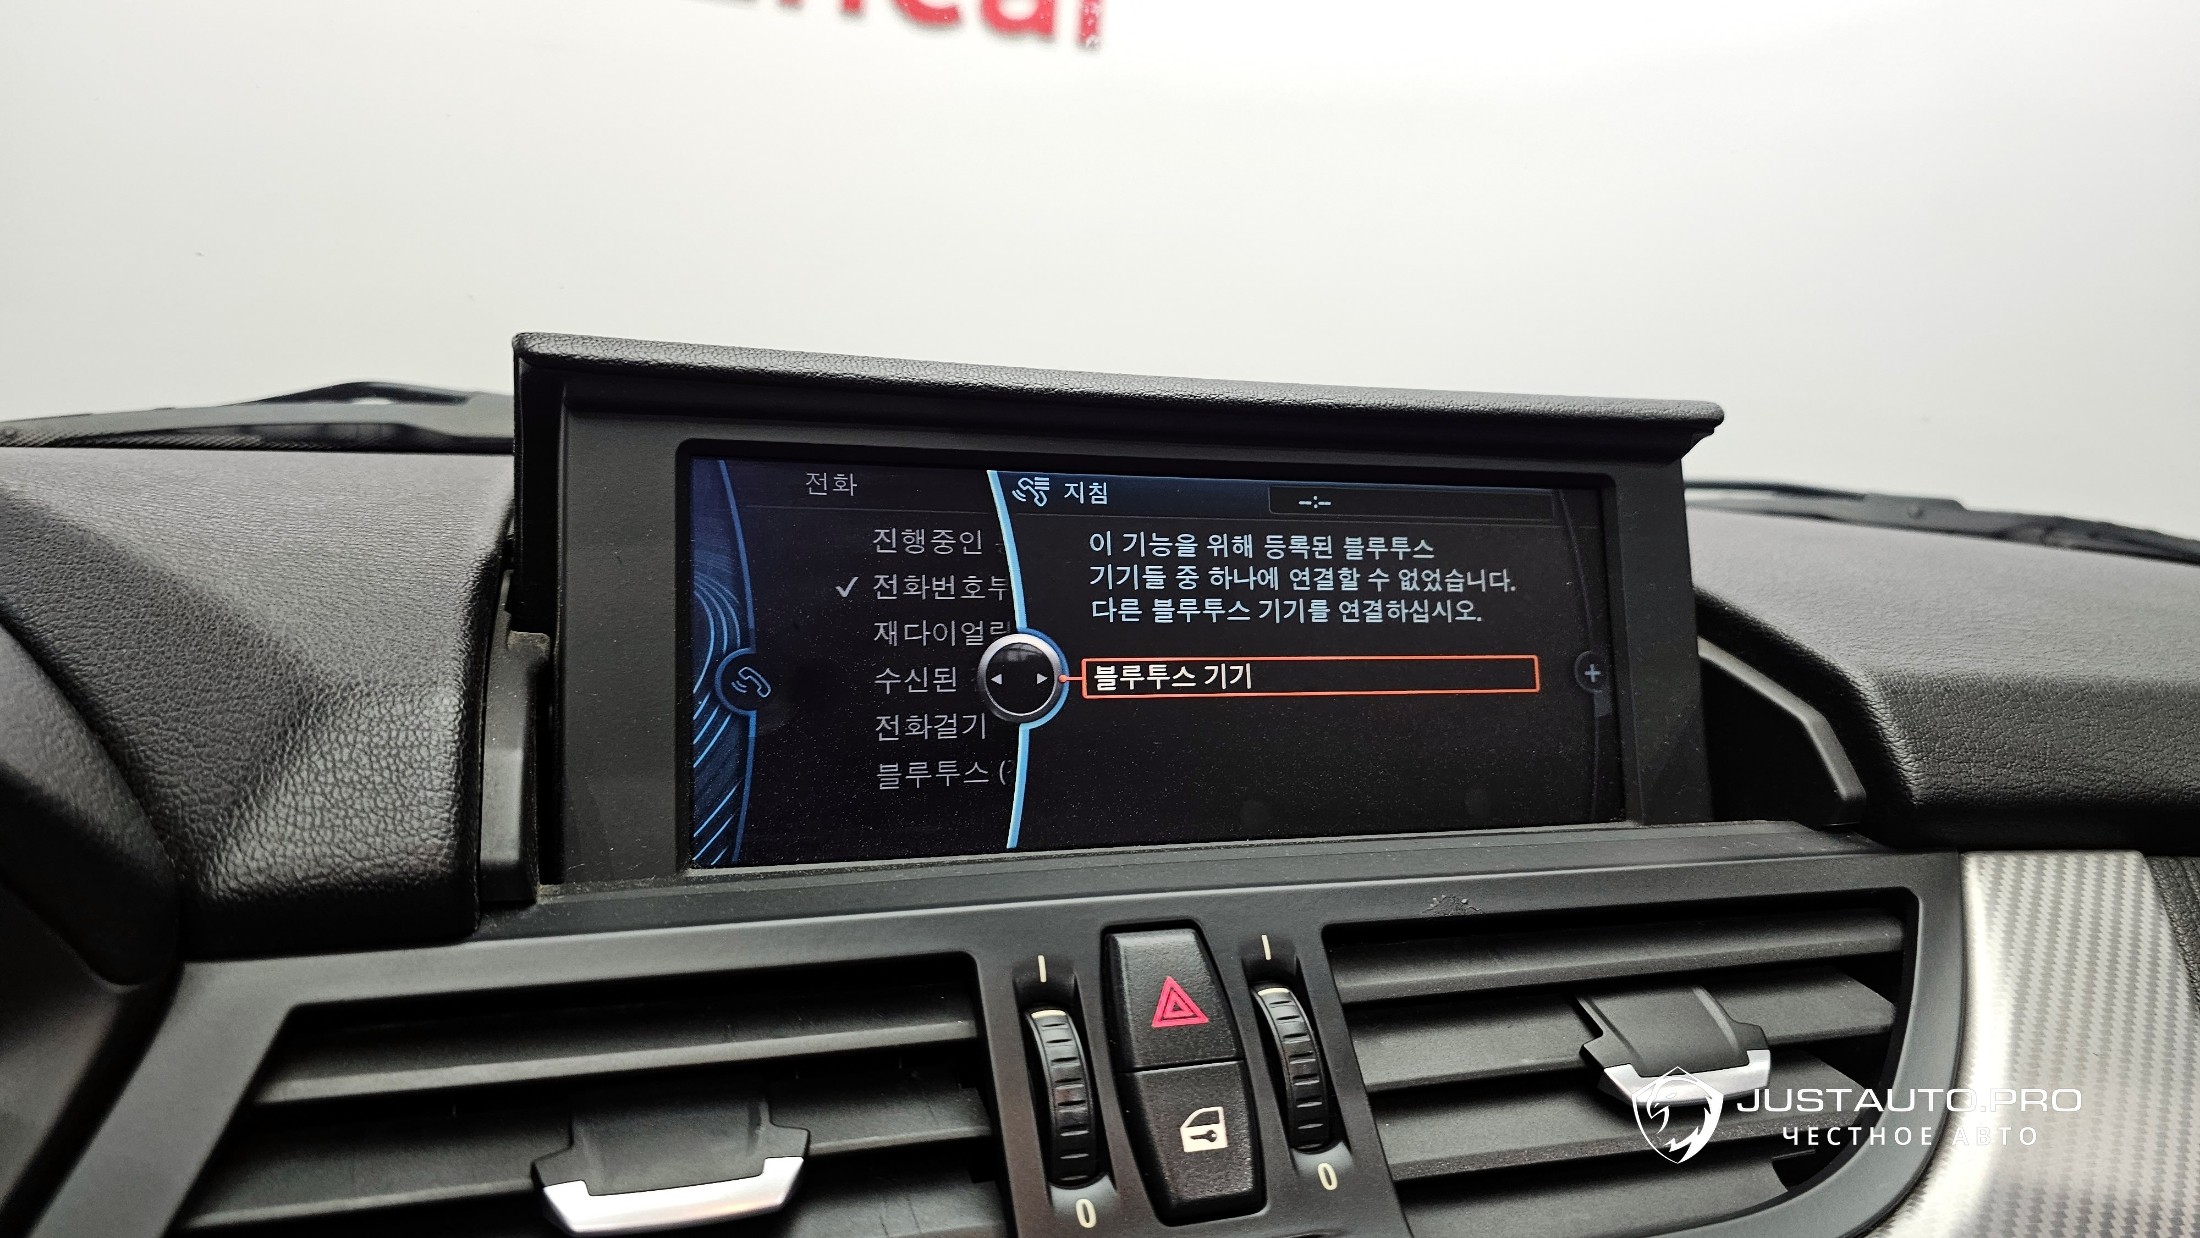 전화
지침
--:--
진행중인
✓ 전화번호부
재다이얼링
수신된
전화걸기
블루투스 (
이 기능을 위해 등록된 블루투스
기기들 중 하나에 연결할 수 없었습니다.
다른 블루투스 기기를 연결하십시오.
블루투스 기기
+
I
I
0
0
JUSTAUTO.PRO
ЧЕСТНОЕ АВТО